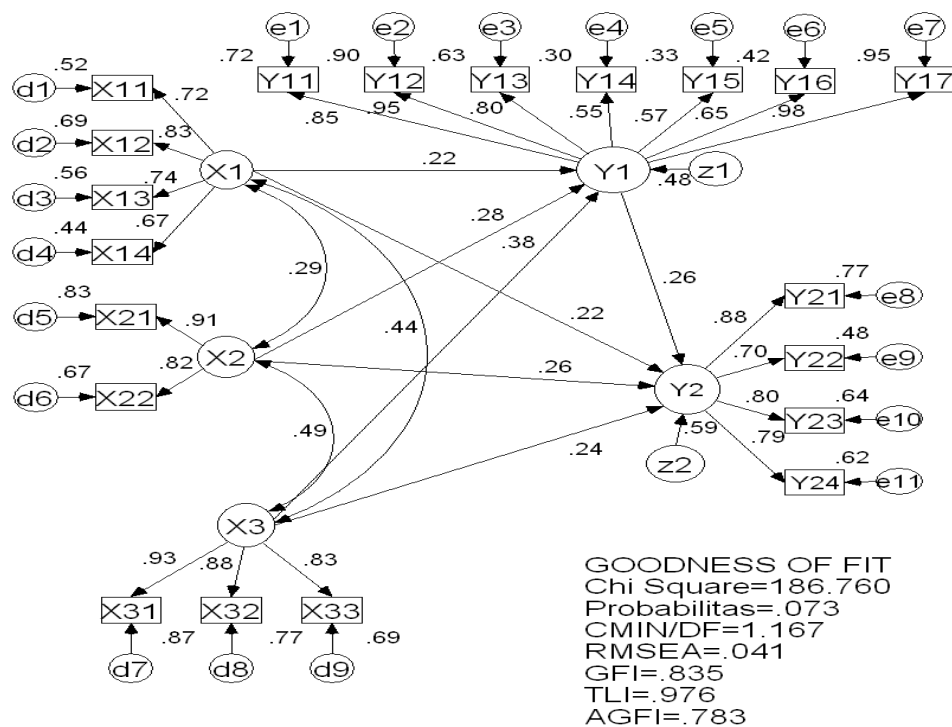 e1 e2 e3 e4 e5 e6 e7
.72 .90 .63 .30 .33 .42 .95
Y11 Y12 Y13 Y14 Y15 Y16 Y17
.85 .95 .80 .55 .57 .65 .98
.52
d1 X11 .72
.69
d2 X12 .83
.56
d3 X13 .74
.44
d4 X14 .67
X1 .22 Y1 .48 z1
.28 .38
.29 .44 .22 .26
.83
d5 X21 .91
X2
.67
d6 X22 .82
.26 Y2 .59 z2
.77
.88 Y21 e8
.48
.70 Y22 e9
.64
.80 Y23 e10
.62
.79 Y24 e11
.49 .24
X3
.93 .88 .83
X31 X32 X33
.87 .77 .69
d7 d8 d9
GOODNESS OF FIT
Chi Square=186.760
Probabilitas=.073
CMIN/DF=1.167
RMSEA=.041
GFI=.835
TLI=.976
AGFI=.783